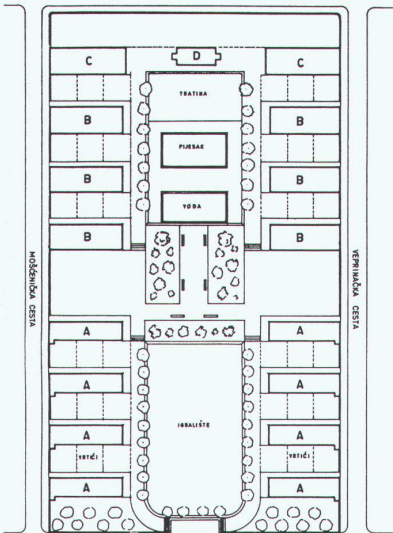 C
D
C
TRATINA
B
B
PIJESAK
B
B
VODA
B
B
MOŠĆENIČKA CESTA
VEPRINAČKA CESTA
A
A
A
A
IGRALIŠTE
A
A
VRTIĆI
VRTIĆI
A
A